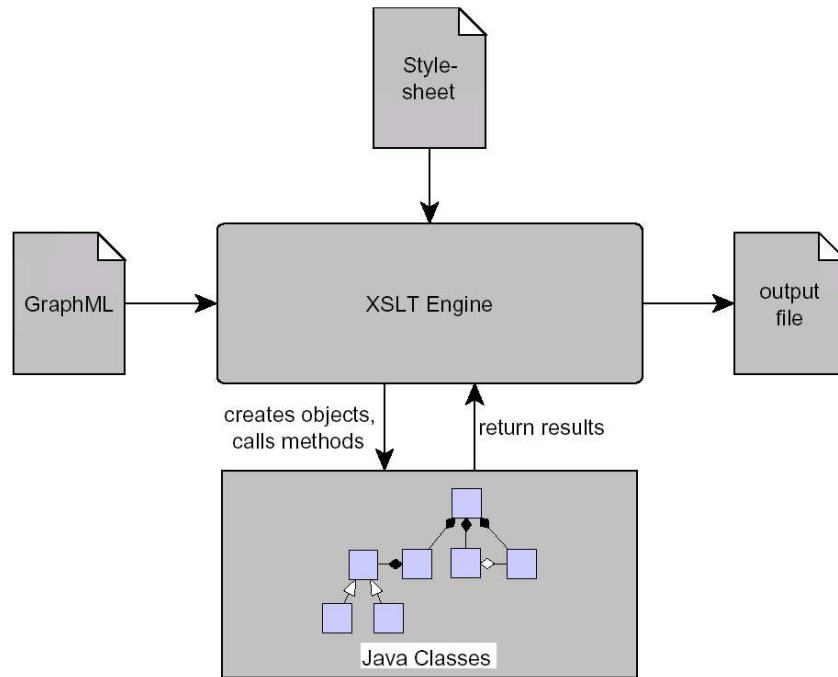 Style-
sheet
GraphML
XSLT Engine
output
file
creates objects,
calls methods
return results
Java Classes